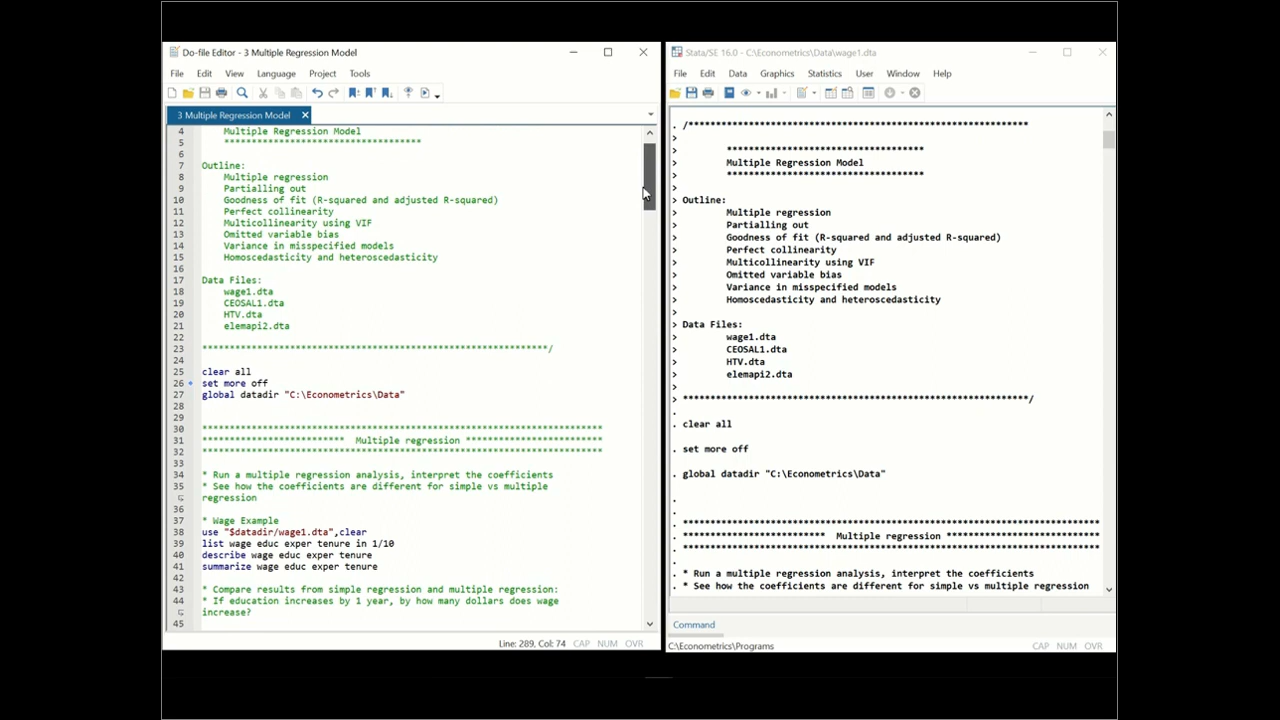 Do-file Editor - 3 Multiple Regression Model
File Edit View Language Project Tools
3 Multiple Regression Model
4 Multiple Regression Model
5 **********************************
6
7 Outline:
8 Multiple regression
9 Partialling out
10 Goodness of fit (R-squared and adjusted R-squared)
11 Perfect collinearity
12 Multicollinearity using VIF
13 Omitted variable bias
14 Variance in misspecified models
15 Homoscedasticity and heteroscedasticity
16
17 Data Files:
18 wage1.dta
19 CEOSAL1.dta
20 HTV.dta
21 elemapi2.dta
22
23 ****************************************************************/
24
25 clear all
26 set more off
27 global datadir "C:\Econometrics\Data"
28
29
30 *************************************************************************
31 ************************** Multiple regression *************************
32 *************************************************************************
33
34 * Run a multiple regression analysis, interpret the coefficients
35 * See how the coefficients are different for simple vs multiple
regression
36
37 * Wage Example
38 use "$datadir/wage1.dta",clear
39 list wage educ exper tenure in 1/10
40 describe wage educ exper tenure
41 summarize wage educ exper tenure
42
43 * Compare results from simple regression and multiple regression:
44 * If education increases by 1 year, by how many dollars does wage
increase?
45
Line: 289, Col: 74 CAP NUM OVR
Stata/SE 16.0 - C:\Econometrics\Data\wage1.dta
File Edit Data Graphics Statistics User Window Help
. /***************************************************************
>
> ************************************
> Multiple Regression Model
> ************************************
>
> Outline:
> Multiple regression
> Partialling out
> Goodness of fit (R-squared and adjusted R-squared)
> Perfect collinearity
> Multicollinearity using VIF
> Omitted variable bias
> Variance in misspecified models
> Homoscedasticity and heteroscedasticity
>
> Data Files:
> wage1.dta
> CEOSAL1.dta
> HTV.dta
> elemapi2.dta
>
> ****************************************************************/
.
. clear all
. set more off
. global datadir "C:\Econometrics\Data"
.
.
. *************************************************************************
. ************************** Multiple regression *************************
. *************************************************************************
.
. * Run a multiple regression analysis, interpret the coefficients
. * See how the coefficients are different for simple vs multiple regression
Command
C:\Econometrics\Programs
CAP NUM OVR